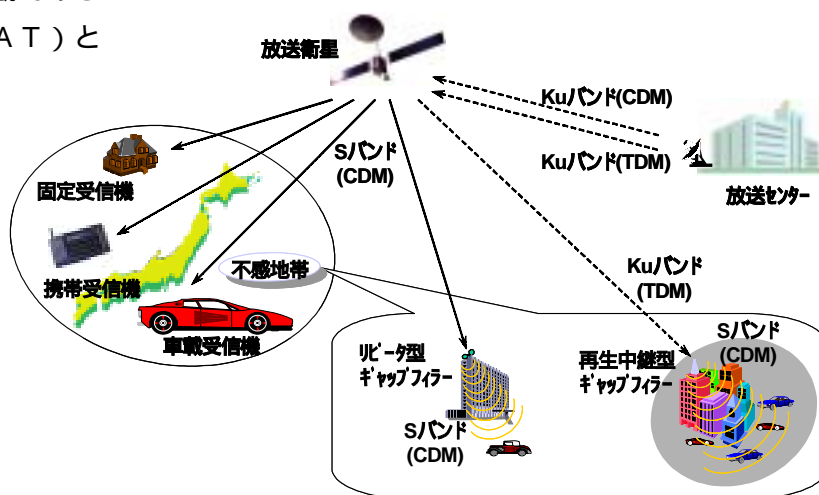 ＡＴ）と
放送衛星
Kuバンド(CDM)
Kuバンド(TDM)
放送センター
Sバンド
(CDM)
固定受信機
携帯受信機
不感地帯
車載受信機
Kuバンド
(TDM)
リピータ型
ギャップフィラー
Sバンド
(CDM)
再生中継型
ギャップフィラー
Sバンド
(CDM)